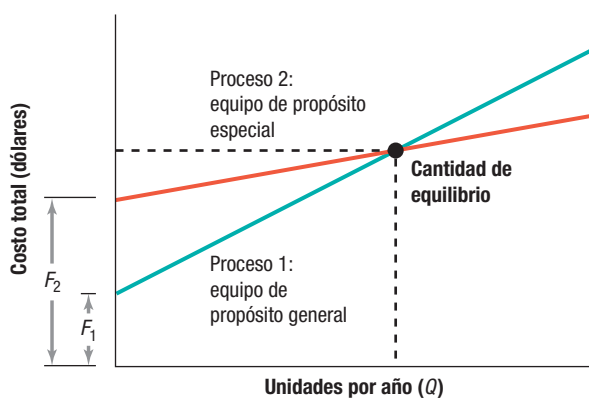 Costo total (dólares)
Proceso 2:
equipo de propósito
especial
Cantidad de
equilibrio
F2
Proceso 1:
equipo de
propósito general
F1
Unidades por año (Q)